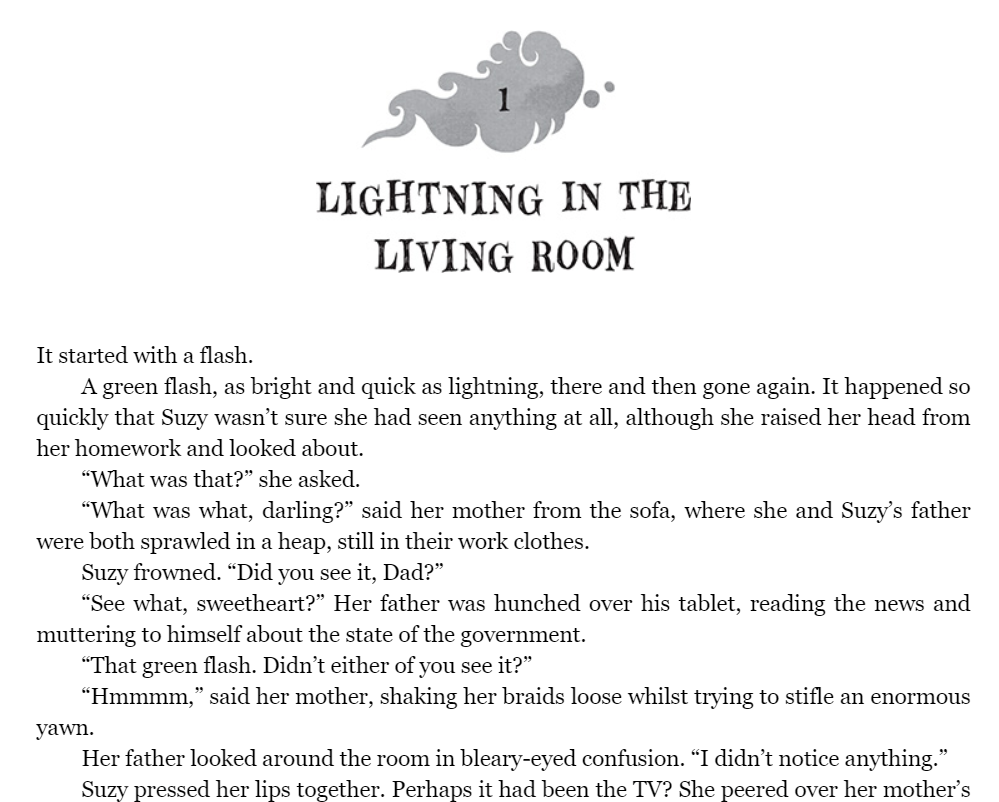 1
LIGHTNING IN THE
LIVING ROOM
It started with a flash.
A green flash, as bright and quick as lightning, there and then gone again. It happened so
quickly that Suzy wasn’t sure she had seen anything at all, although she raised her head from
her homework and looked about.
“What was that?” she asked.
“What was what, darling?” said her mother from the sofa, where she and Suzy’s father
were both sprawled in a heap, still in their work clothes.
Suzy frowned. “Did you see it, Dad?”
“See what, sweetheart?” Her father was hunched over his tablet, reading the news and
muttering to himself about the state of the government.
“That green flash. Didn’t either of you see it?”
“Hmmmm,” said her mother, shaking her braids loose whilst trying to stifle an enormous
yawn.
Her father looked around the room in bleary-eyed confusion. “I didn’t notice anything.”
Suzy pressed her lips together. Perhaps it had been the TV? She peered over her mother’s